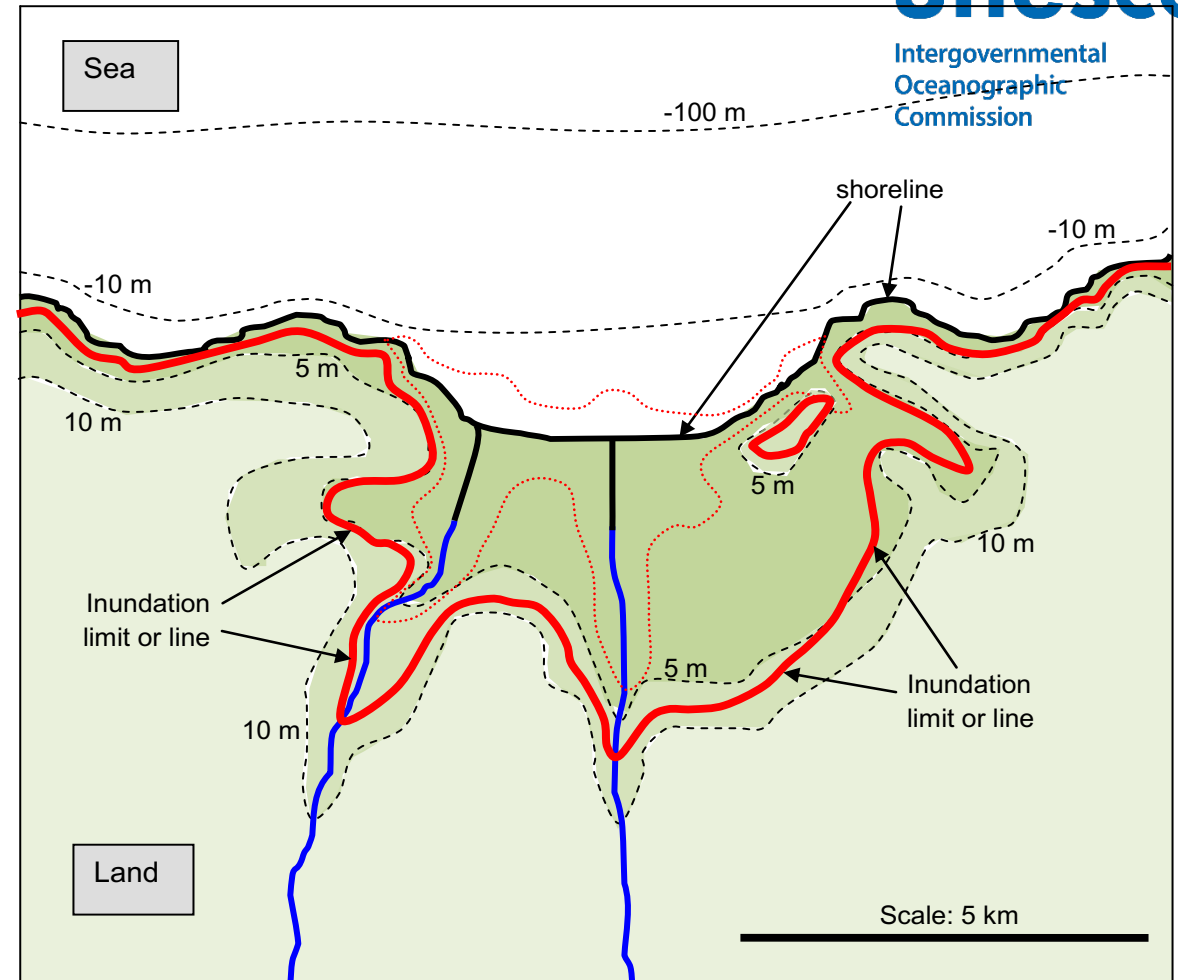 unesco
Intergovernmental
Oceanographic
Commission
Sea
-100 m
shoreline
-10 m
-10 m
5 m
10 m
5 m
10 m
Inundation
limit or line
5 m
Inundation
limit or line
10 m
Land
Scale: 5 km